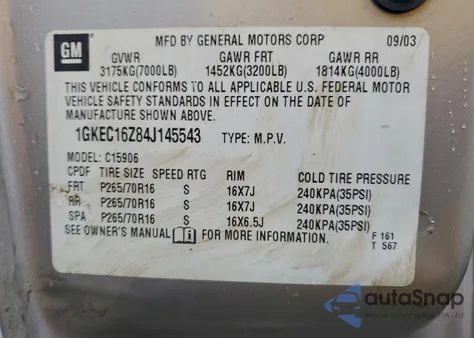 GM
MFD BY GENERAL MOTORS CORP 09/03
GVWR GAWR FRT GAWR RR
3175KG(7000LB) 1452KG(3200LB) 1814KG(4000LB)
THIS VEHICLE CONFORMS TO ALL APPLICABLE U.S. FEDERAL MOTOR
VEHICLE SAFETY STANDARDS IN EFFECT ON THE DATE OF
MANUFACTURE SHOWN ABOVE.
1GKEC16Z84J145543 TYPE: M.P.V.
MODEL: C15906
CPDF TIRE SIZE SPEED RTG RIM COLD TIRE PRESSURE
FRT P265/70R16 S 16X7J 240KPA(35PSI)
RR P265/70R16 S 16X7J 240KPA(35PSI)
SPA P265/70R16 S 16X6.5J 240KPA(35PSI)
SEE OWNER'S MANUAL FOR MORE INFORMATION. F 161
T 567
autoSnap